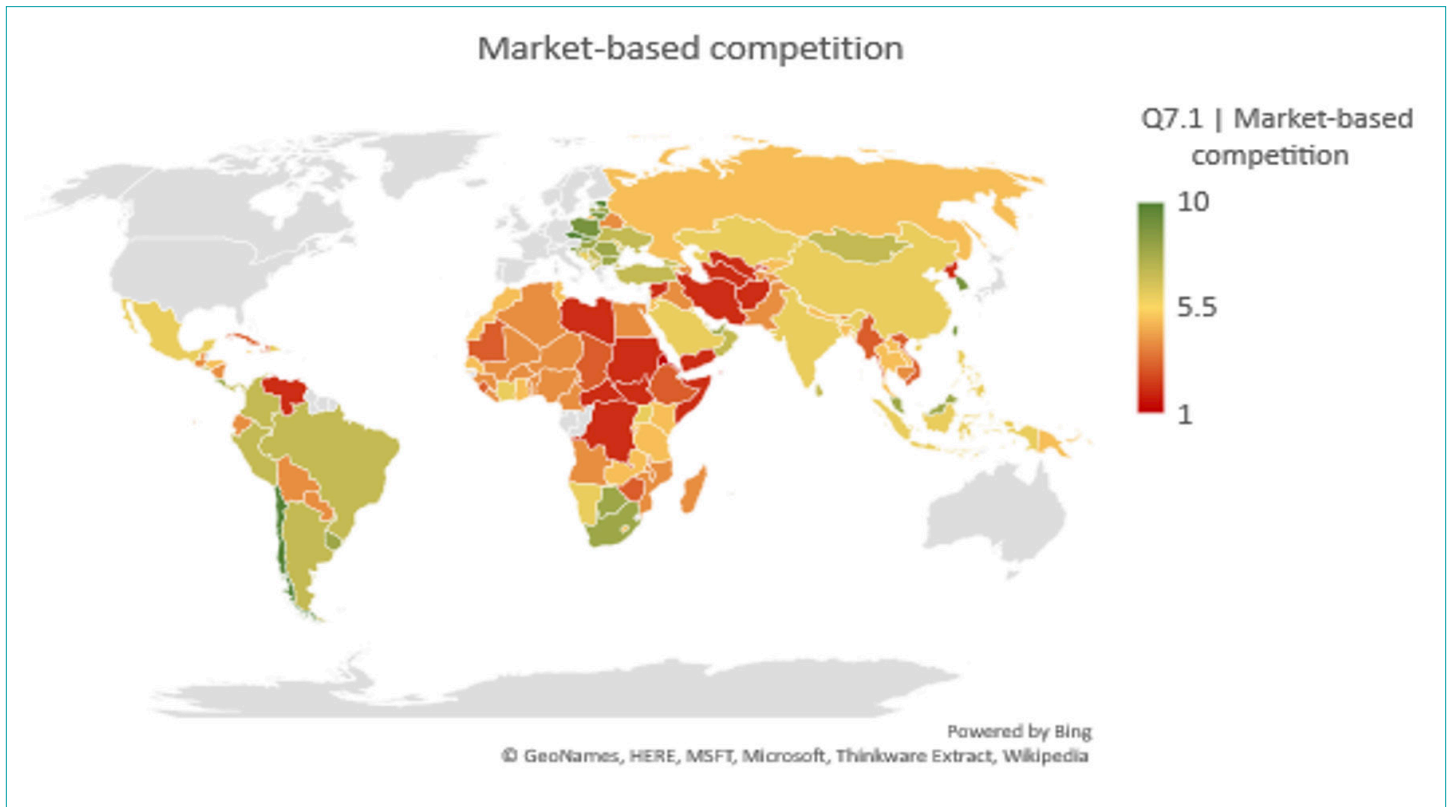 Market-based competition
Q7.1 | Market-based
competition
10
5.5
1
Powered by Bing
© GeoNames, HERE, MSFT, Microsoft, Thinkware Extract, Wikipedia